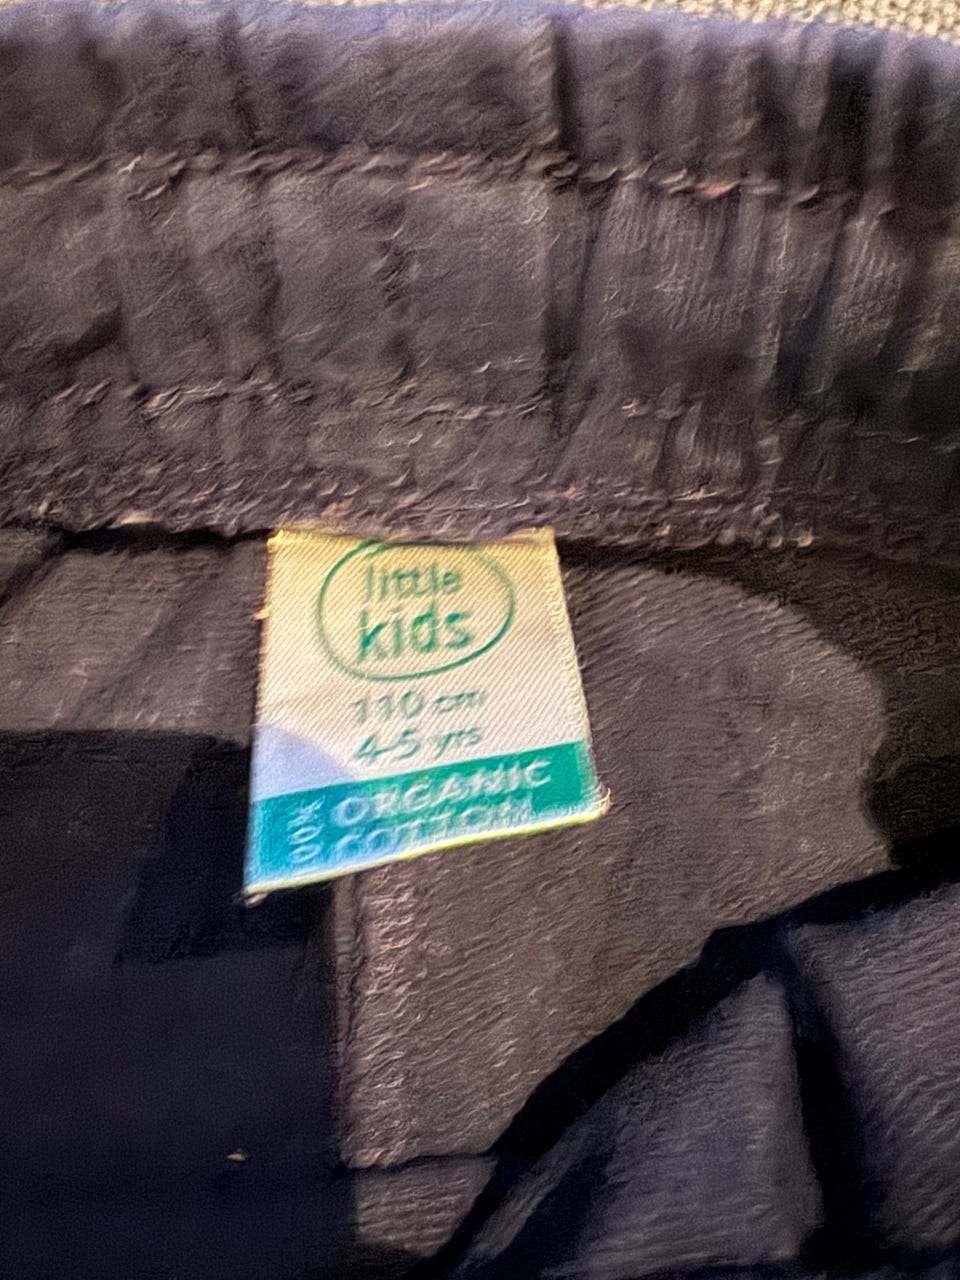 little
kids
110 cm
4-5 yrs
100%
ORGANIC
COTTON